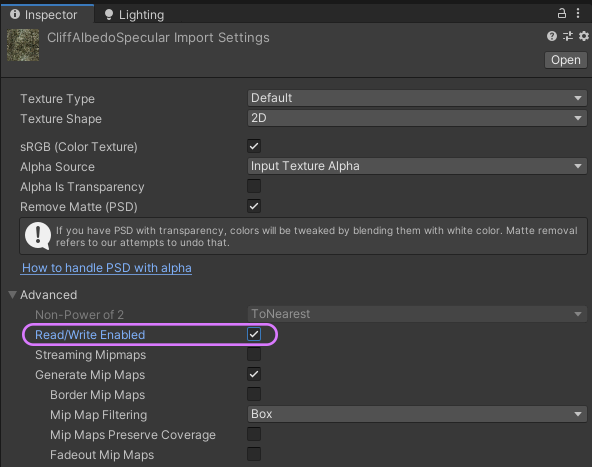 Inspector
Lighting
CliffAlbedoSpecular Import Settings
Open
Texture Type Default
Texture Shape 2D
sRGB (Color Texture)
Alpha Source Input Texture Alpha
Alpha Is Transparency
Remove Matte (PSD)
If you have PSD with transparency, colors will be tweaked by blending them with white color. Matte removal
refers to our attempts to undo that.
How to handle PSD with alpha
Advanced
Non-Power of 2 ToNearest
Read/Write Enabled
Streaming Mipmaps
Generate Mip Maps
Border Mip Maps
Mip Map Filtering Box
Mip Maps Preserve Coverage
Fadeout Mip Maps